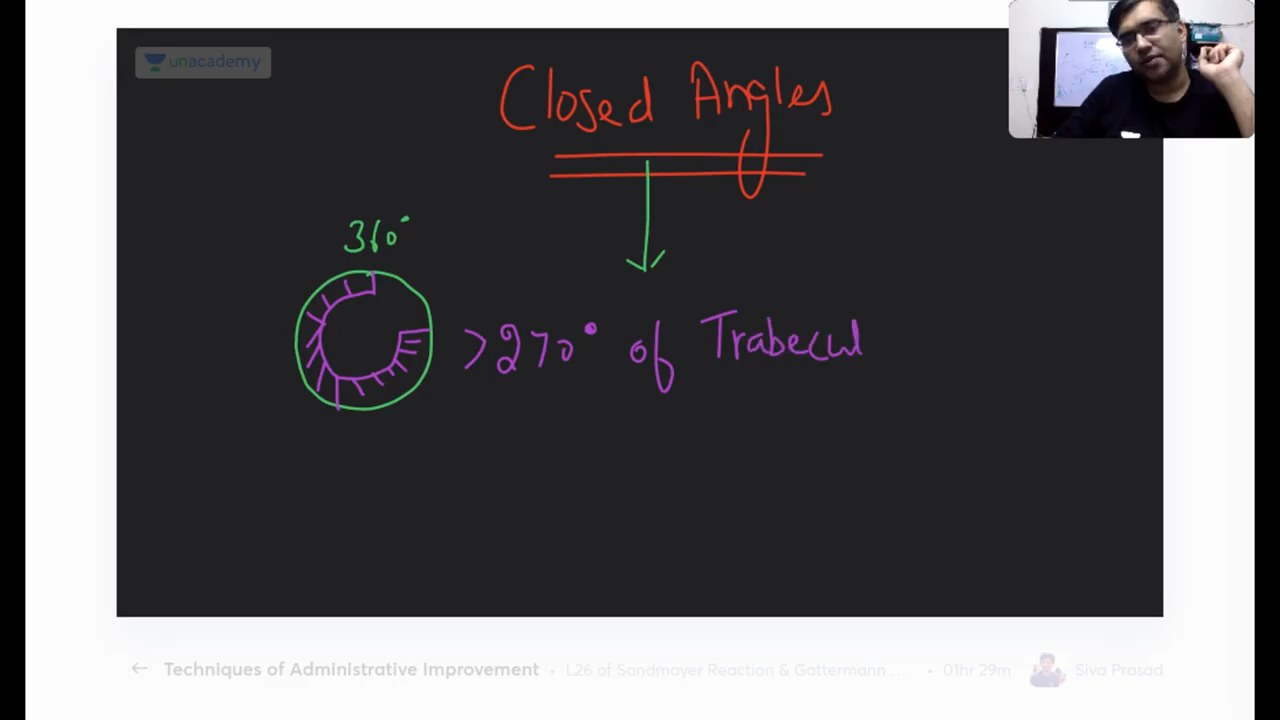 unacademy
Closed Angles
360°
>270° of Trabecul
← Techniques of Administrative Improvement • L26 of Sandmayer Reaction & Gattermann ... • 01hr 29m Siva Prasad